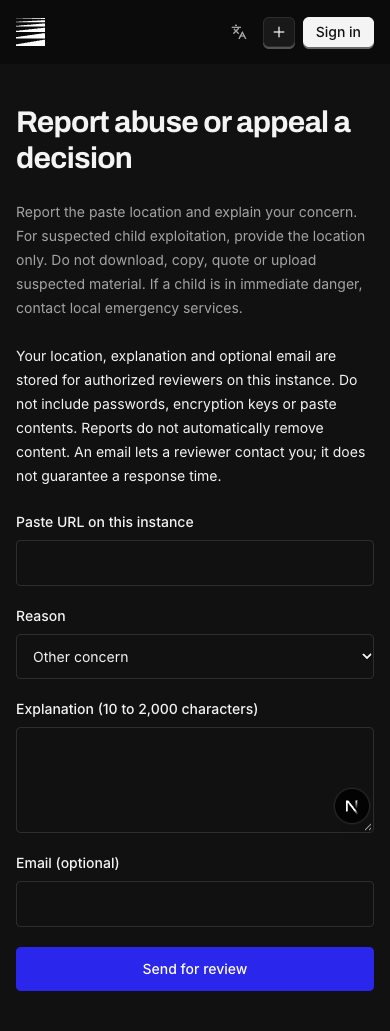 Sign in
Report abuse or appeal a
decision
Report the paste location and explain your concern.
For suspected child exploitation, provide the location
only. Do not download, copy, quote or upload
suspected material. If a child is in immediate danger,
contact local emergency services.
Your location, explanation and optional email are
stored for authorized reviewers on this instance. Do
not include passwords, encryption keys or paste
contents. Reports do not automatically remove
content. An email lets a reviewer contact you; it does
not guarantee a response time.
Paste URL on this instance
Reason
Other concern
Explanation (10 to 2,000 characters)
N
Email (optional)
Send for review